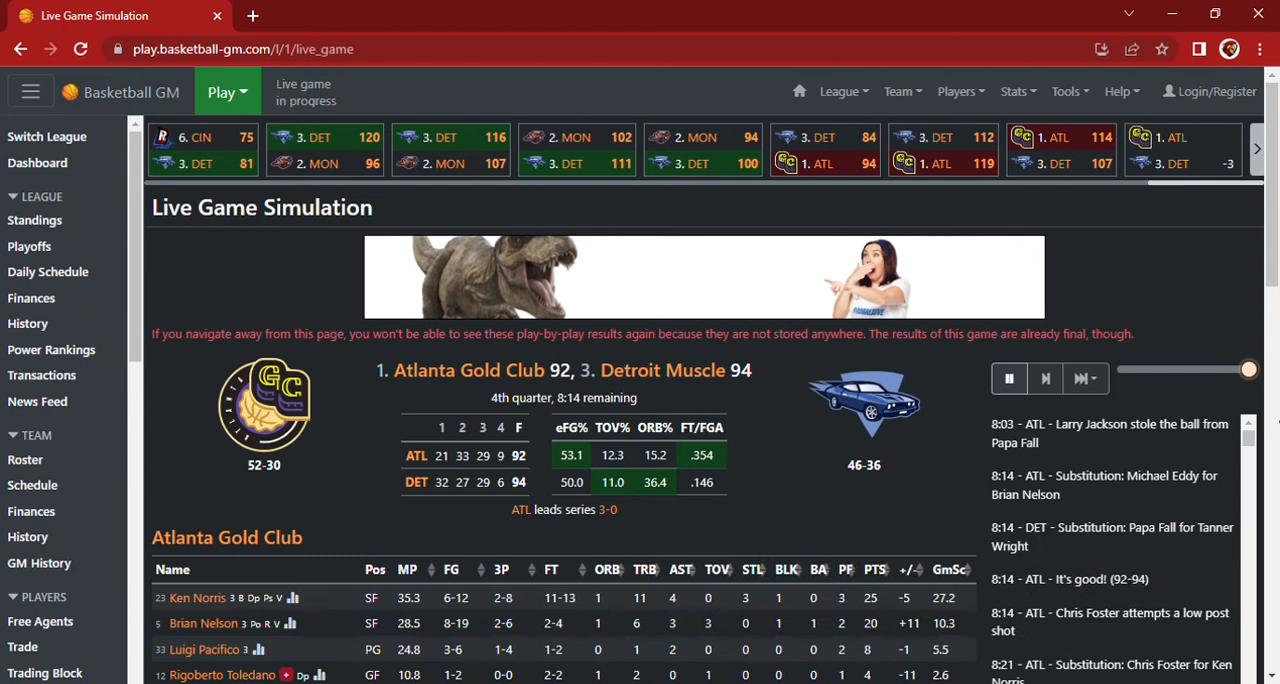 Live Game Simulation
play.basketball-gm.com/l/1/live_game
Basketball GM
Play
Live game
in progress
League
Team
Players
Stats
Tools
Help
Login/Register
6. CIN 75
3. DET 81
3. DET 120
2. MON 96
3. DET 116
2. MON 107
2. MON 102
3. DET 111
2. MON 94
3. DET 100
3. DET 84
1. ATL 94
3. DET 112
1. ATL 119
1. ATL 114
3. DET 107
1. ATL
3. DET -3
Switch League
Dashboard
LEAGUE
Standings
Playoffs
Daily Schedule
Finances
History
Power Rankings
Transactions
News Feed
TEAM
Roster
Schedule
Finances
History
GM History
PLAYERS
Free Agents
Trade
Trading Block
Live Game Simulation
PROGRESSIVE
If you navigate away from this page, you won't be able to see these play-by-play results again because they are not stored anywhere. The results of this game are already final, though.
ATLANTA
GC
52-30
1. Atlanta Gold Club 92, 3. Detroit Muscle 94
4th quarter, 8:14 remaining
1 2 3 4 F
ATL 21 33 29 9 92
DET 32 27 29 6 94
eFG% TOV% ORB% FT/FGA
53.1 12.3 15.2 .354
50.0 11.0 36.4 .146
ATL leads series 3-0
46-36
8:03 - ATL - Larry Jackson stole the ball from
Papa Fall
8:14 - ATL - Substitution: Michael Eddy for
Brian Nelson
8:14 - DET - Substitution: Papa Fall for Tanner
Wright
8:14 - ATL - It's good! (92-94)
8:14 - ATL - Chris Foster attempts a low post
shot
8:21 - ATL - Substitution: Chris Foster for Ken
Norris
Atlanta Gold Club
Name Pos MP FG 3P FT ORB TRB AST TOV STL BLK BA PF PTS +/- GmSc
23 Ken Norris 3 B Dp Ps V SF 35.3 6-12 2-8 11-13 1 11 4 0 3 1 0 3 25 -5 27.2
5 Brian Nelson 3 Po R V SF 28.5 8-19 2-6 2-4 1 6 3 3 0 1 1 2 20 +11 10.3
33 Luigi Pacifico 3 PG 24.8 3-6 1-4 1-2 0 1 2 0 0 0 0 2 8 -1 5.5
12 Rigoberto Toledano + Dp GF 10.8 1-2 0-0 2-2 1 2 0 1 0 0 0 1 4 -11 2.6